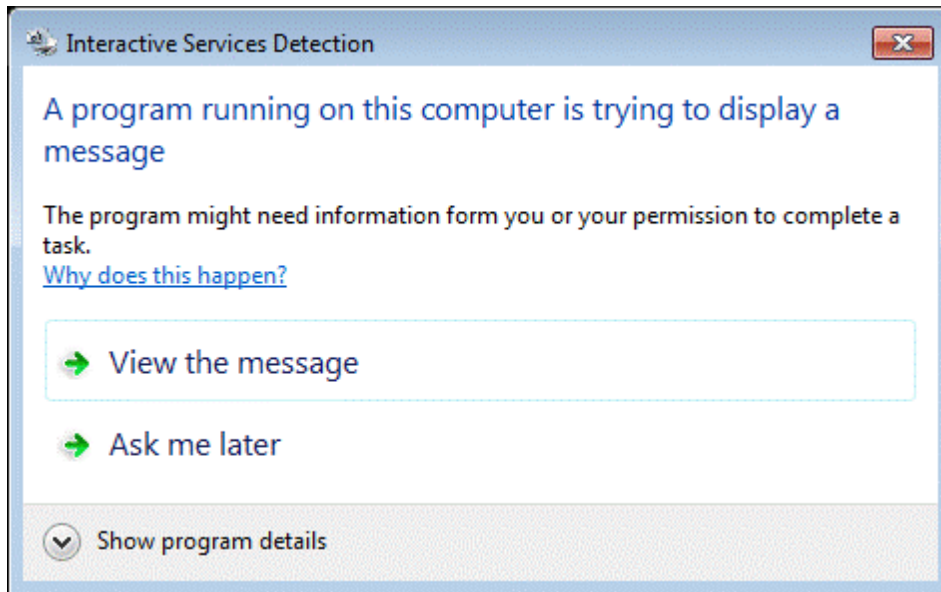 Interactive Services Detection
A program running on this computer is trying to display a
message
The program might need information form you or your permission to complete a
task.
Why does this happen?
View the message
Ask me later
Show program details